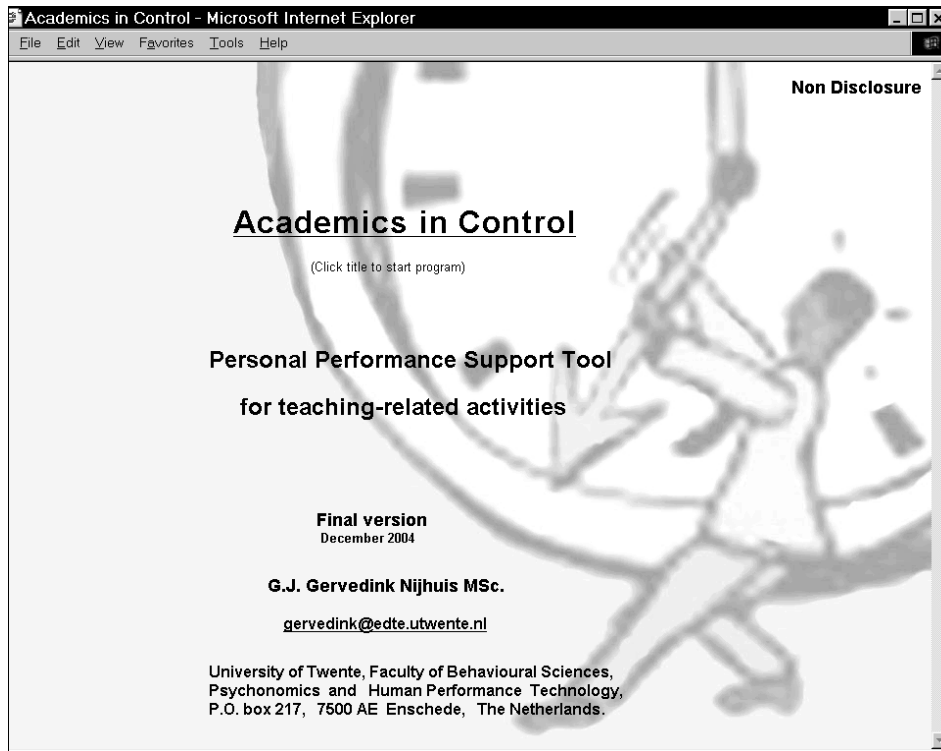 Academics in Control - Microsoft Internet Explorer
File Edit View Favorites Tools Help
Non Disclosure
Academics in Control
(Click title to start program)
Personal Performance Support Tool
for teaching-related activities
Final version
December 2004
G.J. Gervedink Nijhuis MSc.
gervedink@edte.utwente.nl
University of Twente, Faculty of Behavioural Sciences,
Psychonomics and Human Performance Technology,
P.O. box 217, 7500 AE Enschede, The Netherlands.